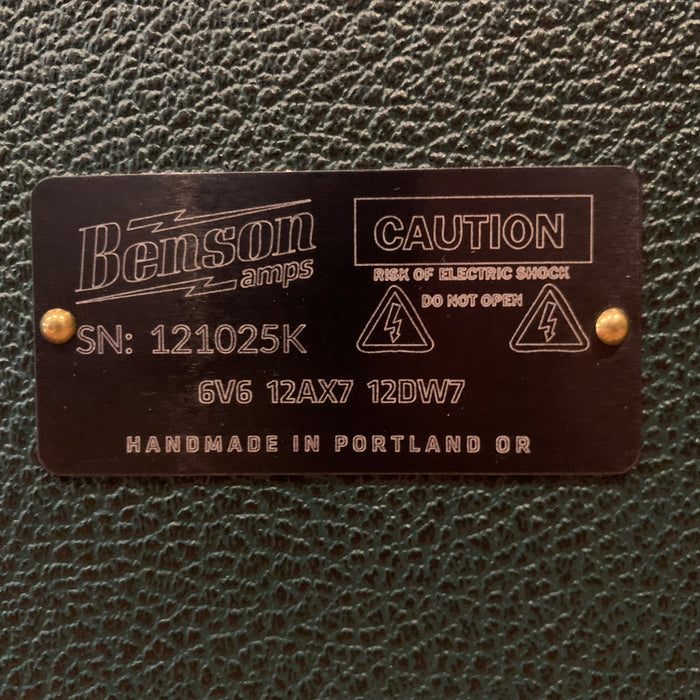 Benson
amps
CAUTION
RISK OF ELECTRIC SHOCK
DO NOT OPEN
SN: 121025K
6V6 12AX7 12DW7
HANDMADE IN PORTLAND OR